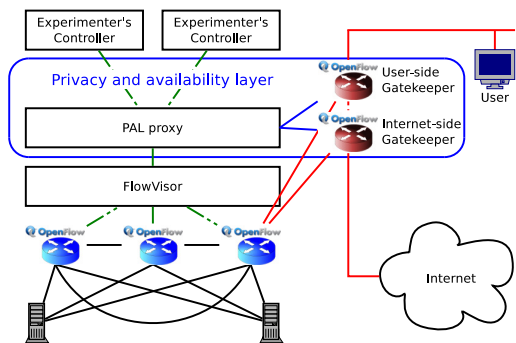 Experimenter's
Controller
Experimenter's
Controller
Privacy and availability layer
OpenFlow
User-side
Gatekeeper
User
PAL proxy
OpenFlow
Internet-side
Gatekeeper
FlowVisor
OpenFlow
OpenFlow
OpenFlow
Internet